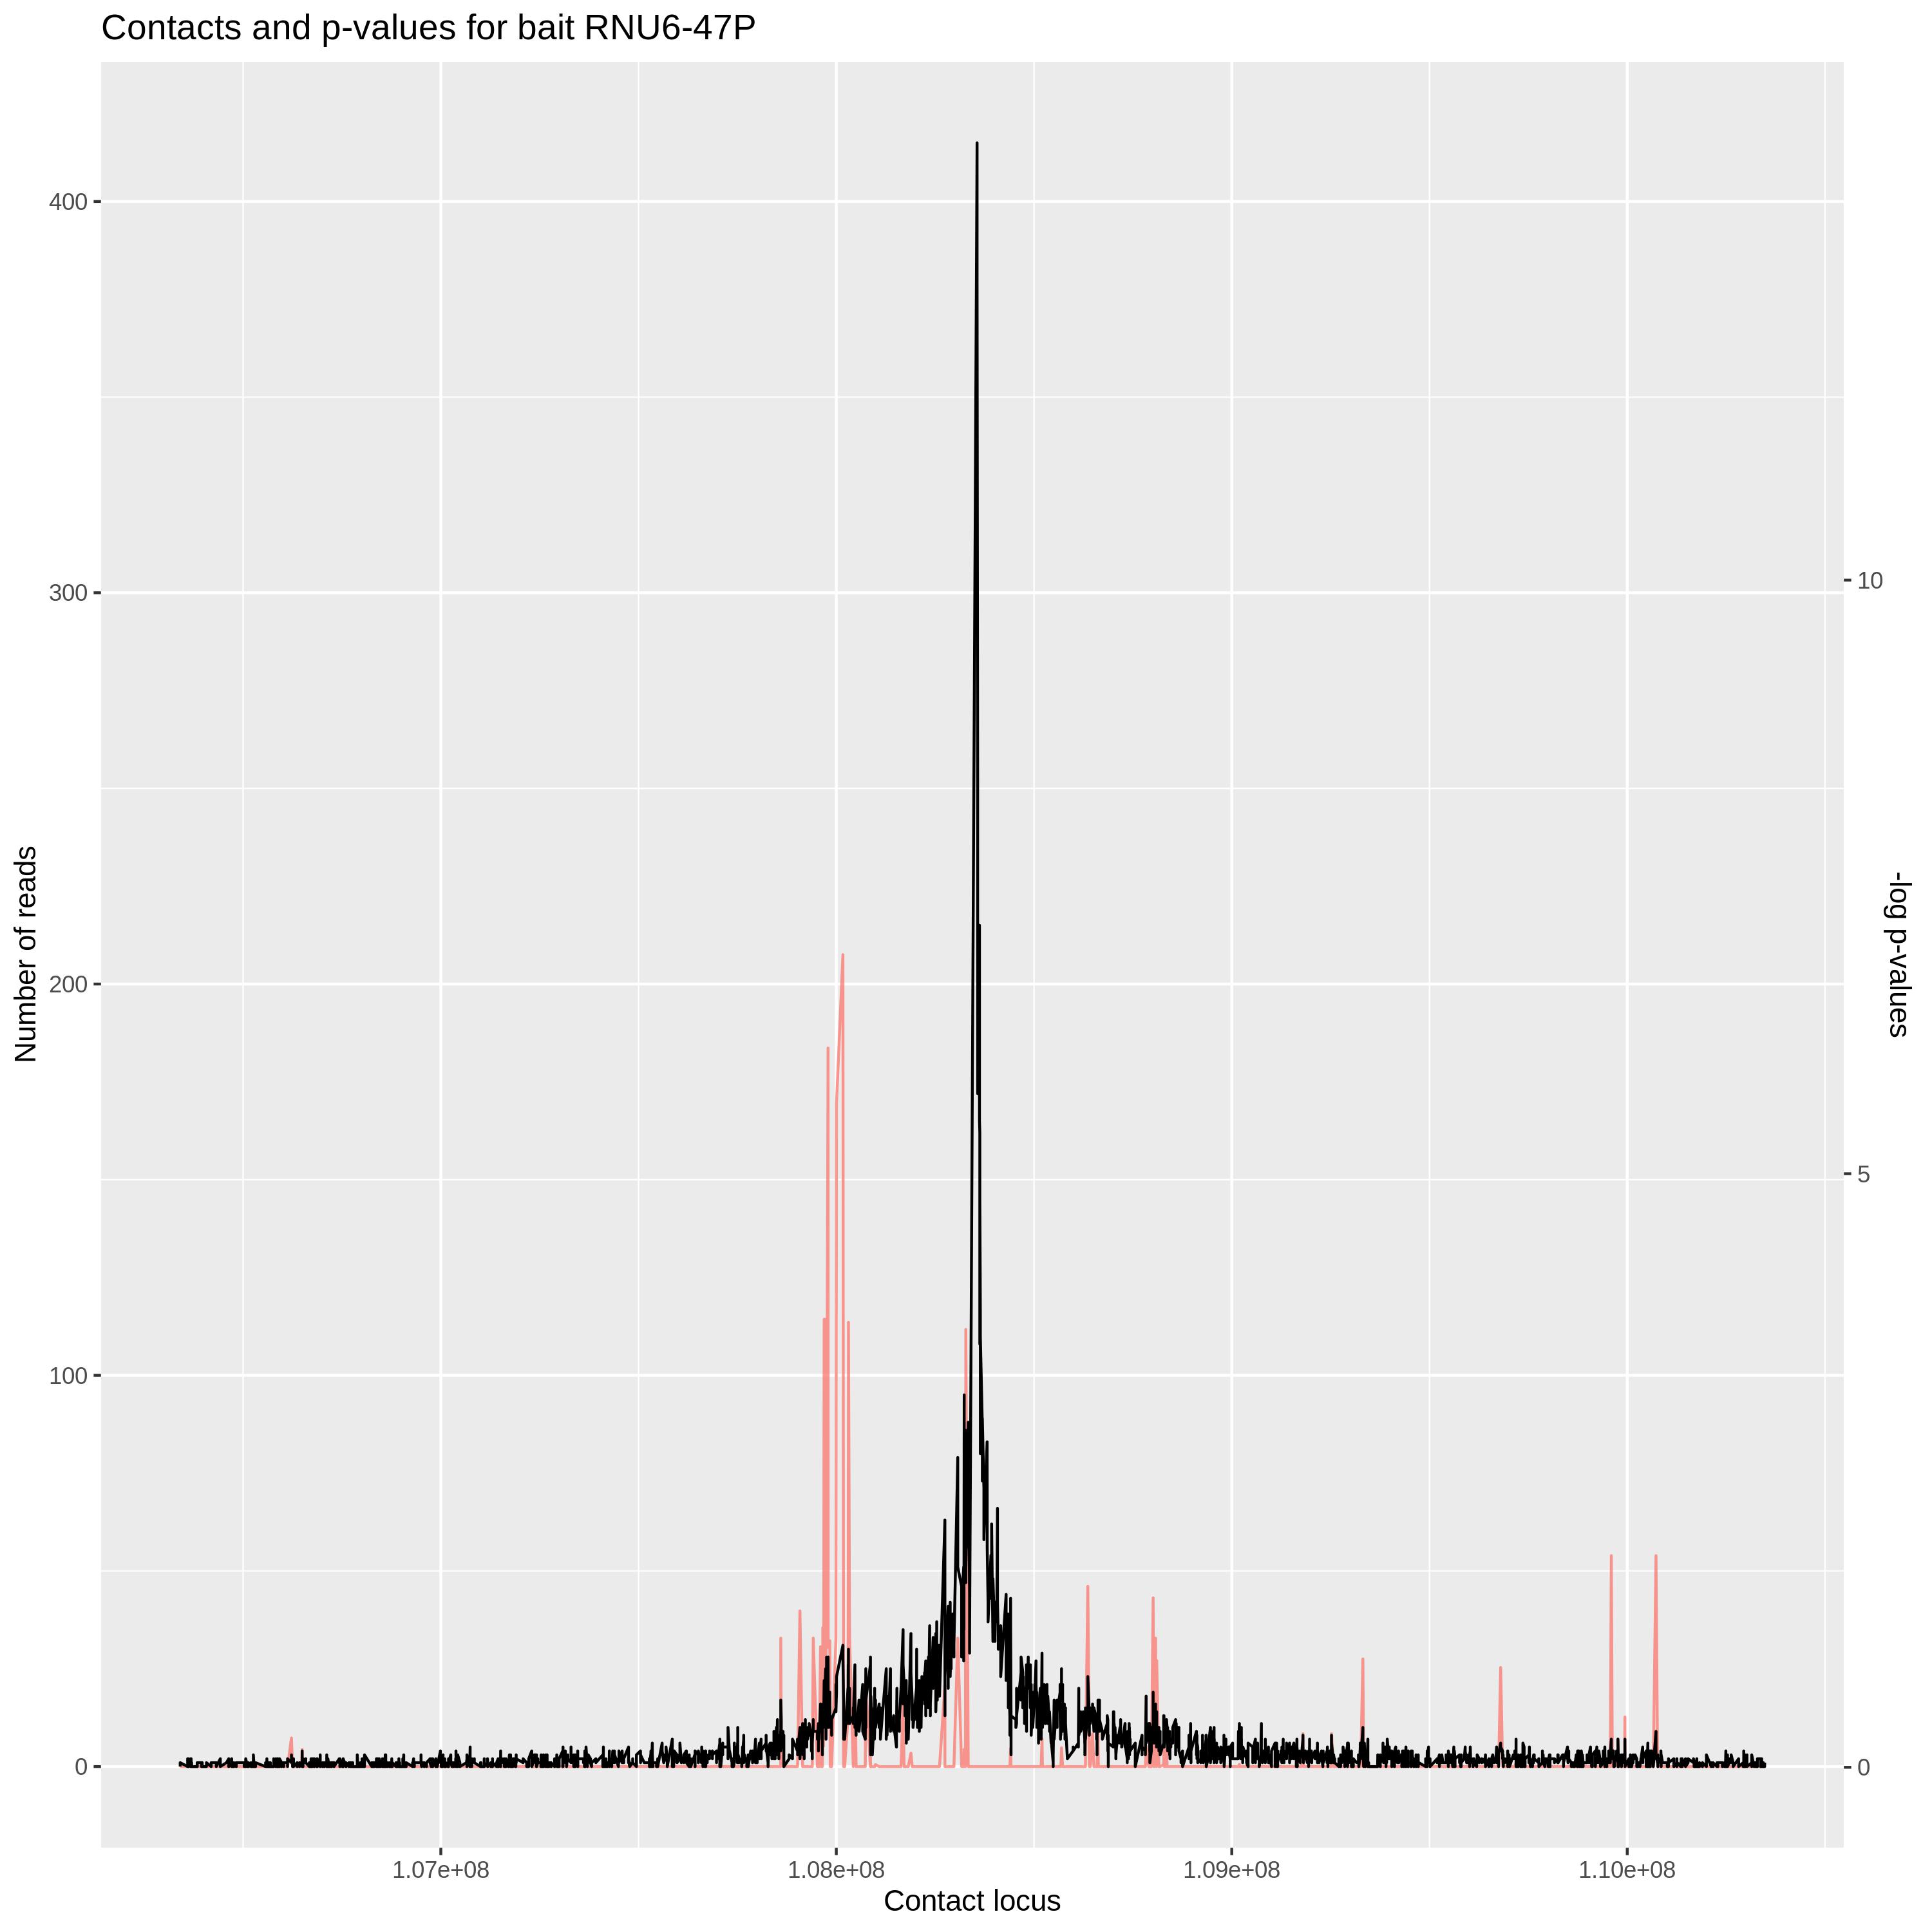 Contacts and p-values for bait RNU6-47P
400
300
200
100
0
10
5
0
Number of reads
-log p-values
1.07e+08 1.08e+08 1.09e+08 1.10e+08
Contact locus